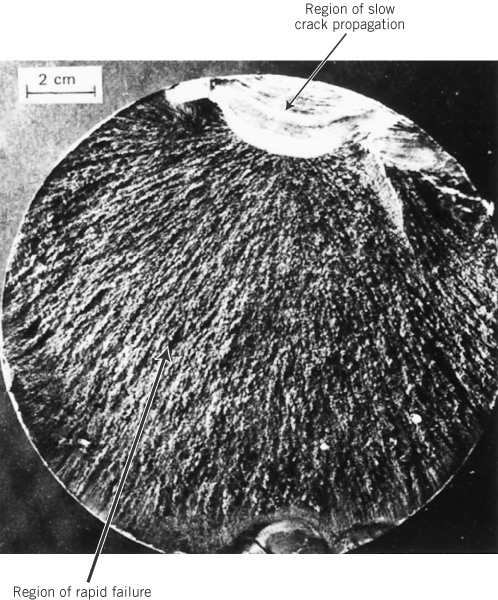 Region of slow
crack propagation
2 cm
Region of rapid failure